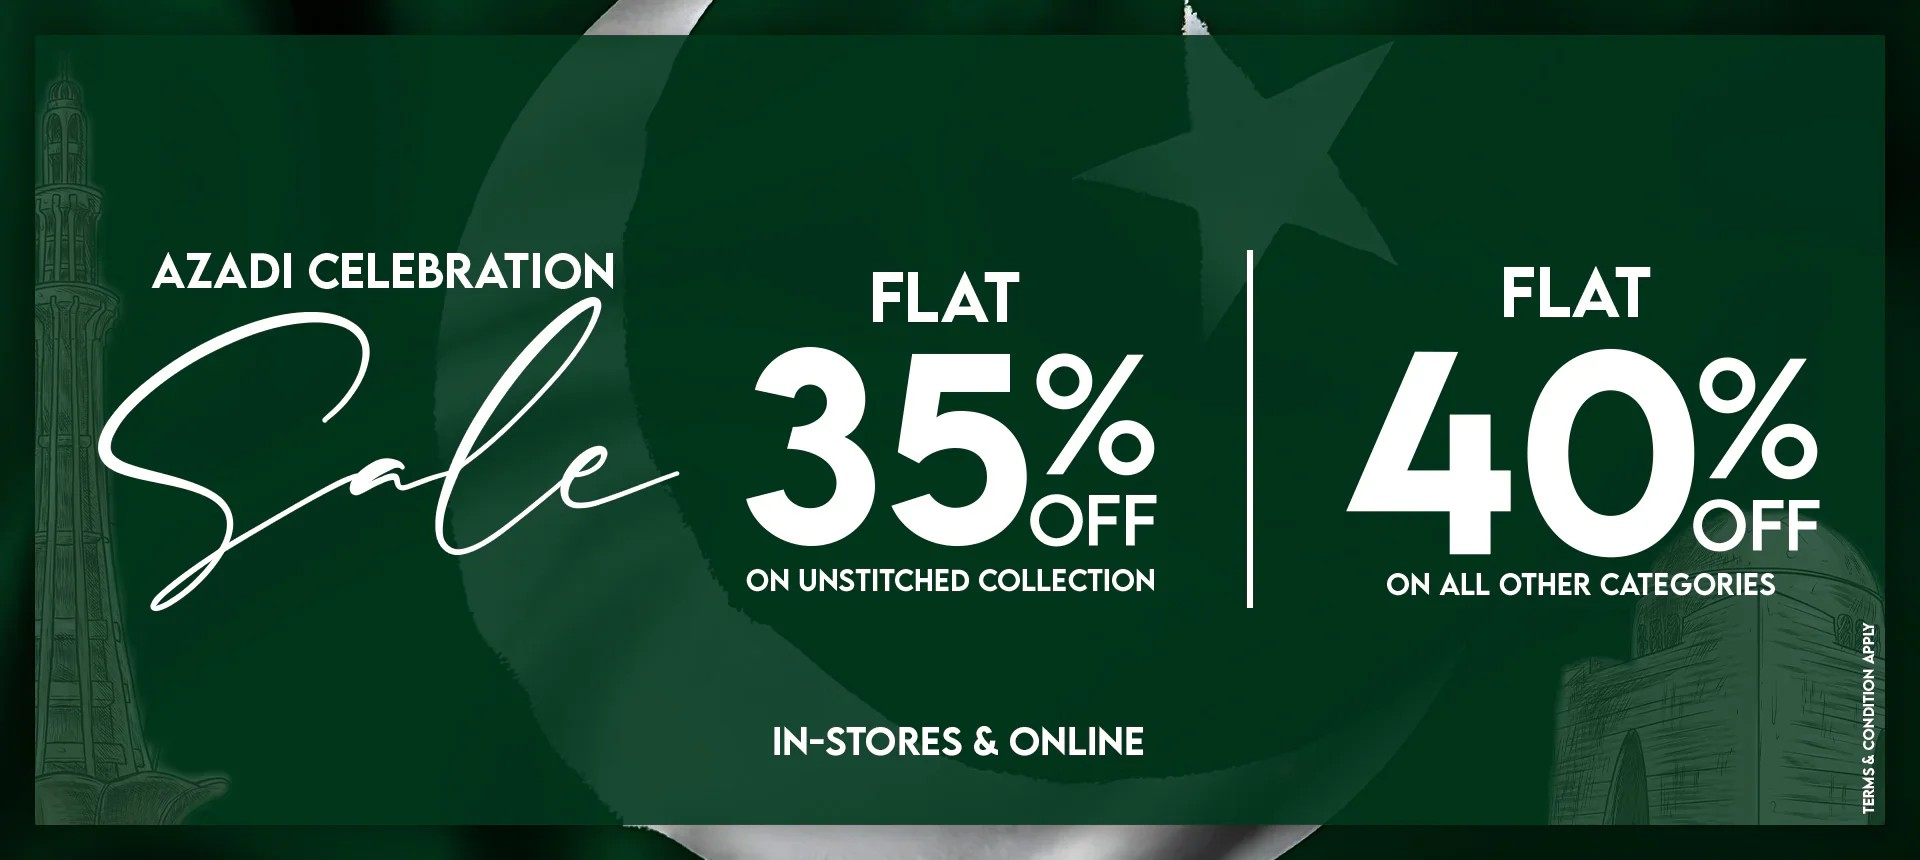 AZADI CELEBRATION
Sale
FLAT
35% OFF
ON UNSTITCHED COLLECTION
FLAT
40% OFF
ON ALL OTHER CATEGORIES
IN-STORES & ONLINE
TERMS & CONDITION APPLY